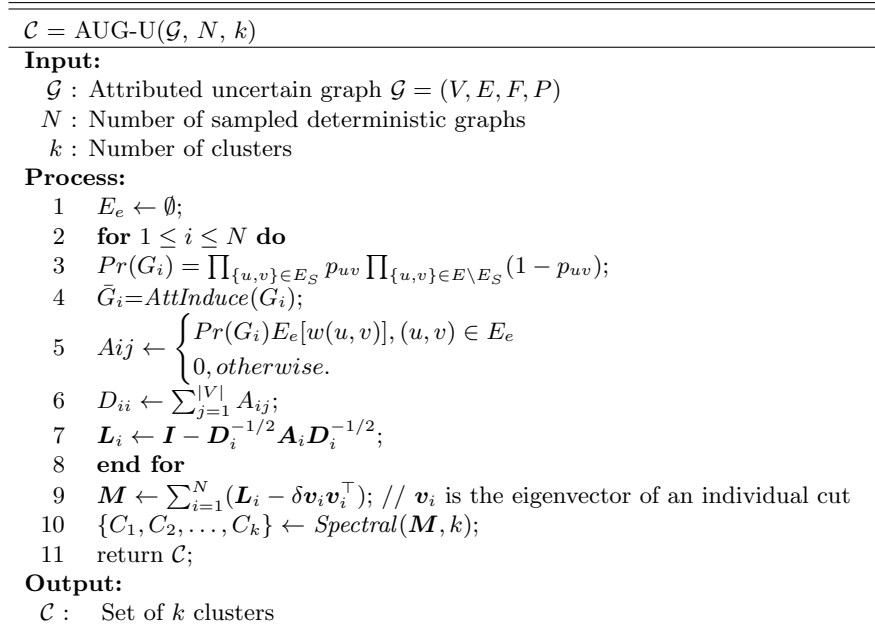 𝒞 = AUG-U(𝒢, N, k)
Input:
𝒢 : Attributed uncertain graph 𝒢 = (V, E, F, P)
N : Number of sampled deterministic graphs
k : Number of clusters
Process:
1 E_e ← ∅;
2 for 1 ≤ i ≤ N do
3 Pr(G_i) = ∏_{{u,v}∈E_S} p_{uv} ∏_{{u,v}∈E\E_S} (1 − p_{uv});
4 Ḡ_i=AttInduce(G_i);
5 Aij ← { Pr(G_i)E_e[w(u, v)], (u, v) ∈ E_e
0, otherwise.
6 D_{ii} ← ∑_{j=1}^{|V|} A_{ij};
7 L_i ← I − D_i^{−1/2} A_i D_i^{−1/2};
8 end for
9 M ← ∑_{i=1}^{N} (L_i − δv_i v_i^⊤); // v_i is the eigenvector of an individual cut
10 {C_1, C_2, . . . , C_k} ← Spectral(M, k);
11 return 𝒞;
Output:
𝒞 : Set of k clusters